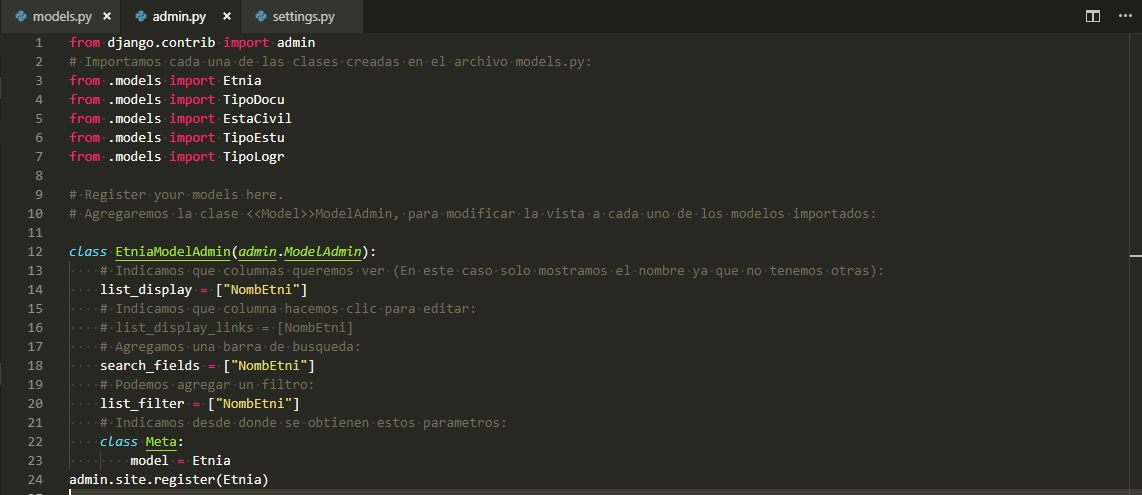 models.py × admin.py × settings.py ...
1 from django.contrib import admin
2 # Importamos cada una de las clases creadas en el archivo models.py:
3 from .models import Etnia
4 from .models import TipoDocu
5 from .models import EstaCivil
6 from .models import TipoEstu
7 from .models import TipoLogr
8
9 # Register your models here.
10 # Agregaremos la clase <<Model>>ModelAdmin, para modificar la vista a cada uno de los modelos importados:
11
12 class EtniaModelAdmin(admin.ModelAdmin):
13 # Indicamos que columnas queremos ver (En este caso solo mostramos el nombre ya que no tenemos otras):
14 list_display = ["NombEtni"]
15 # Indicamos que columna hacemos clic para editar:
16 # list_display_links = [NombEtni]
17 # Agregamos una barra de busqueda:
18 search_fields = ["NombEtni"]
19 # Podemos agregar un filtro:
20 list_filter = ["NombEtni"]
21 # Indicamos desde donde se obtienen estos parametros:
22 class Meta:
23 model = Etnia
24 admin.site.register(Etnia)